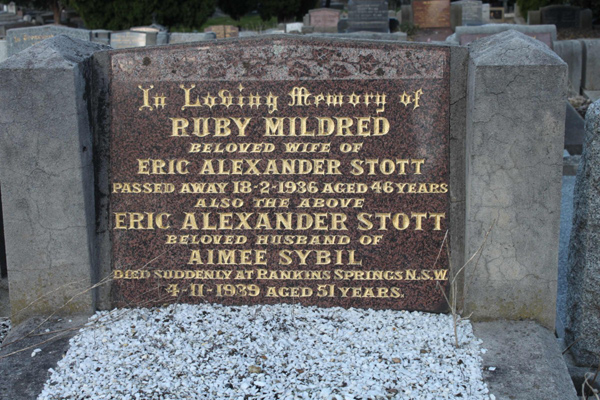 In Loving Memory of
RUBY MILDRED
BELOVED WIFE OF
ERIC ALEXANDER STOTT
PASSED AWAY 18-2-1936 AGED 46 YEARS
ALSO THE ABOVE
ERIC ALEXANDER STOTT
BELOVED HUSBAND OF
AIMEE SYBIL
DIED SUDDENLY AT RANKINS SPRINGS N.S.W.
4-11-1939 AGED 51 YEARS.